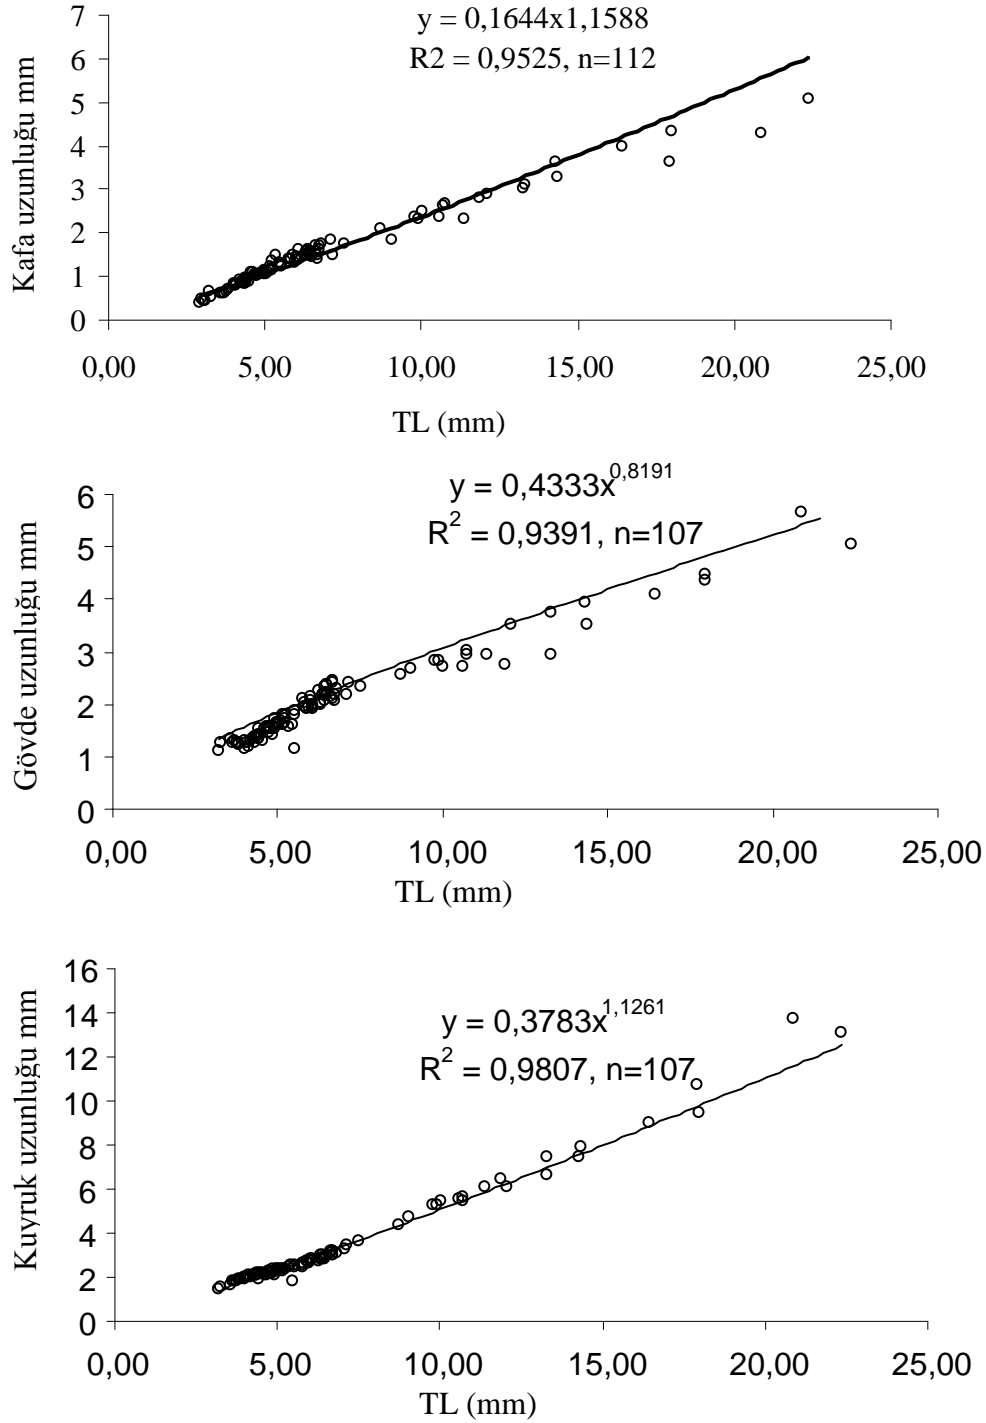 y = 0,1644x1,1588
R2 = 0,9525, n=112
Kafa uzunluğu mm
7
6
5
4
3
2
1
0
0,00 5,00 10,00 15,00 20,00 25,00
TL (mm)
y = 0,4333x^0,8191
R² = 0,9391, n=107
Gövde uzunluğu mm
6
5
4
3
2
1
0
0,00 5,00 10,00 15,00 20,00 25,00
TL (mm)
y = 0,3783x^1,1261
R² = 0,9807, n=107
Kuyruk uzunluğu mm
16
14
12
10
8
6
4
2
0
0,00 5,00 10,00 15,00 20,00 25,00
TL (mm)